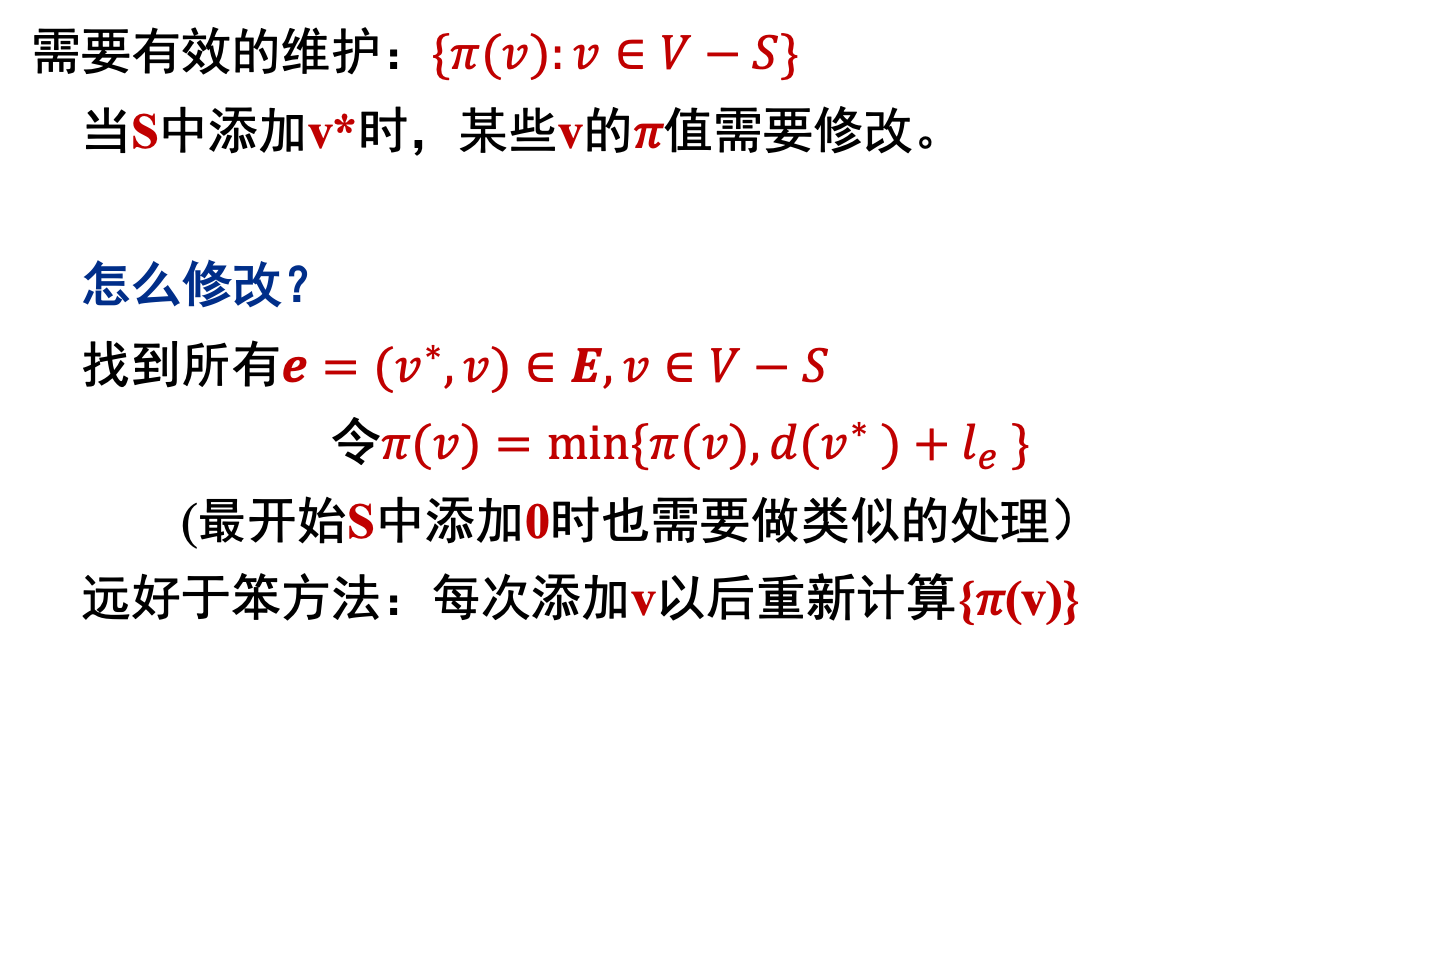 需要有效的维护：{π(v): v ∈ V − S}
当S中添加v*时，某些v的π值需要修改。
怎么修改？
找到所有e = (v*, v) ∈ E, v ∈ V − S
令π(v) = min{π(v), d(v* ) + lₑ }
(最开始S中添加0时也需要做类似的处理）
远好于笨方法：每次添加v以后重新计算{π(v)}